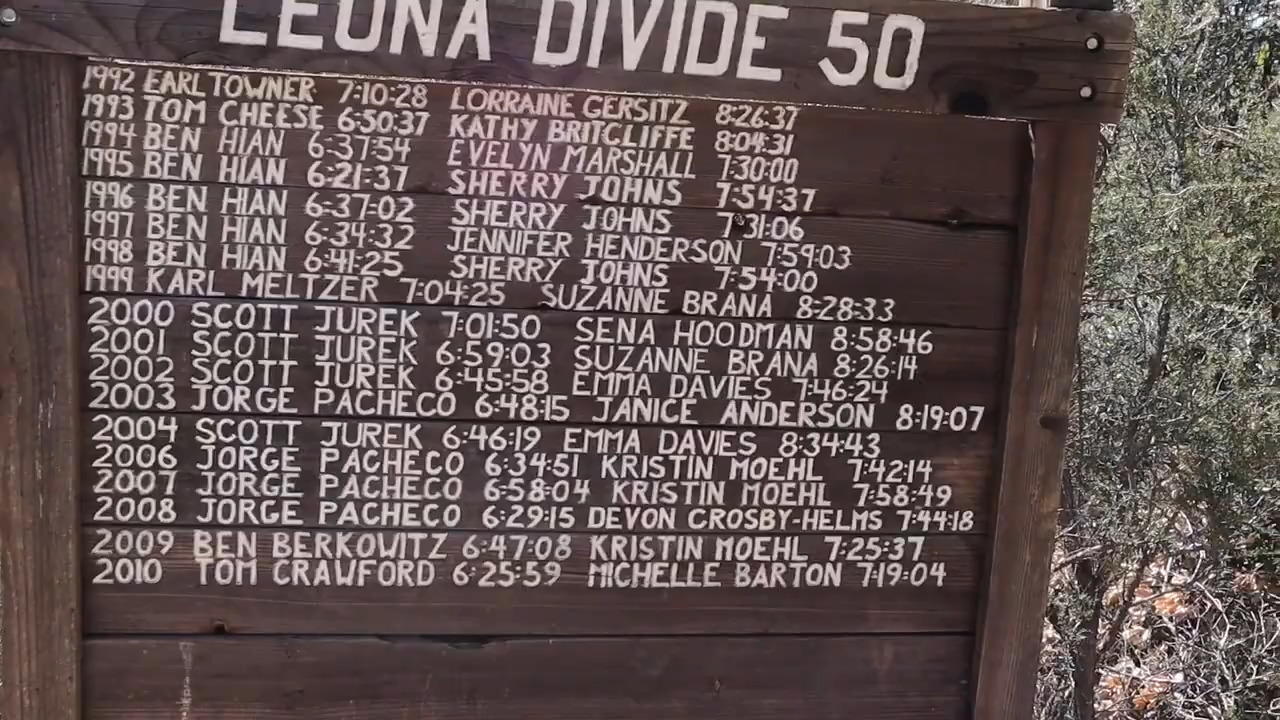 LEONA DIVIDE 50
1992 EARL TOWNER 7:10:28 LORRAINE GERSITZ 8:26:37
1993 TOM CHEESE 6:50:37 KATHY BRITCLIFFE 8:04:31
1994 BEN HIAN 6:37:54 EVELYN MARSHALL 7:30:00
1995 BEN HIAN 6:21:37 SHERRY JOHNS 7:54:37
1996 BEN HIAN 6:37:02 SHERRY JOHNS 7:31:06
1997 BEN HIAN 6:34:32 JENNIFER HENDERSON 7:59:03
1998 BEN HIAN 6:41:25 SHERRY JOHNS 7:54:00
1999 KARL MELTZER 7:04:25 SUZANNE BRANA 8:28:33
2000 SCOTT JUREK 7:01:50 SENA HOODMAN 8:58:46
2001 SCOTT JUREK 6:59:03 SUZANNE BRANA 8:26:14
2002 SCOTT JUREK 6:45:58 EMMA DAVIES 7:46:24
2003 JORGE PACHECO 6:48:15 JANICE ANDERSON 8:19:07
2004 SCOTT JUREK 6:46:19 EMMA DAVIES 8:34:43
2006 JORGE PACHECO 6:34:51 KRISTIN MOEHL 7:42:14
2007 JORGE PACHECO 6:58:04 KRISTIN MOEHL 7:58:49
2008 JORGE PACHECO 6:29:15 DEVON CROSBY-HELMS 7:44:18
2009 BEN BERKOWITZ 6:47:08 KRISTIN MOEHL 7:25:37
2010 TOM CRAWFORD 6:25:59 MICHELLE BARTON 7:19:04